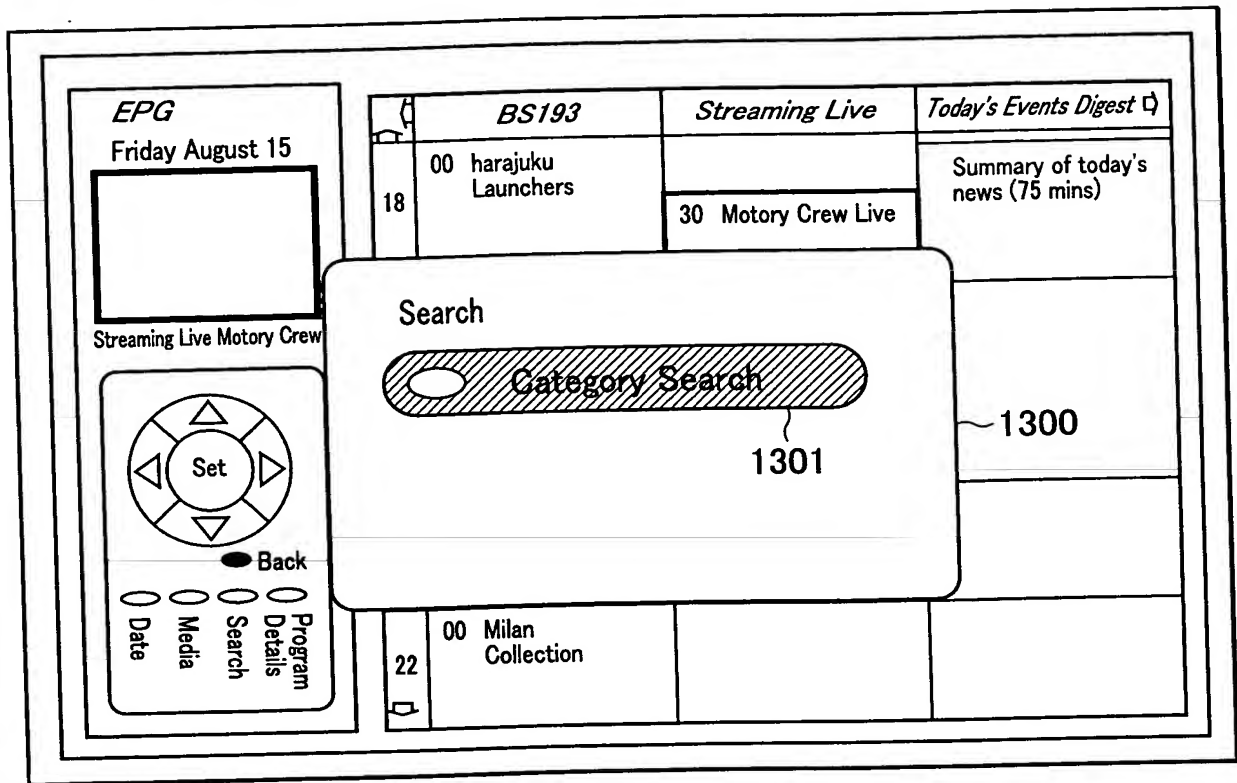 EPG
Friday August 15
Streaming Live Motory Crew
Set
Back
Date
Media
Search
Program
Details
BS193
Streaming Live
Today's Events Digest
18
00 harajuku
Launchers
30 Motory Crew Live
Summary of today's
news (75 mins)
Search
Category Search
1301
1300
22
00 Milan
Collection